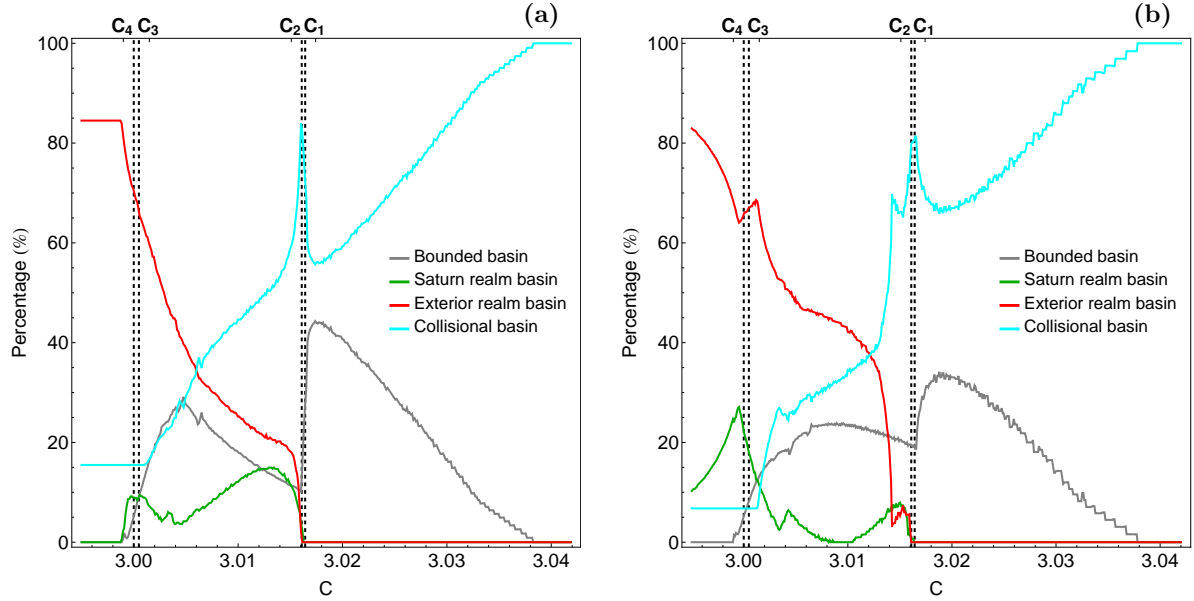 (a)
C4 C3 C2 C1
100
80
60
40
20
0
Percentage (%)
Bounded basin
Saturn realm basin
Exterior realm basin
Collisional basin
3.00 3.01 3.02 3.03 3.04
C
(b)
C4 C3 C2 C1
100
80
60
40
20
0
Percentage (%)
Bounded basin
Saturn realm basin
Exterior realm basin
Collisional basin
3.00 3.01 3.02 3.03 3.04
C